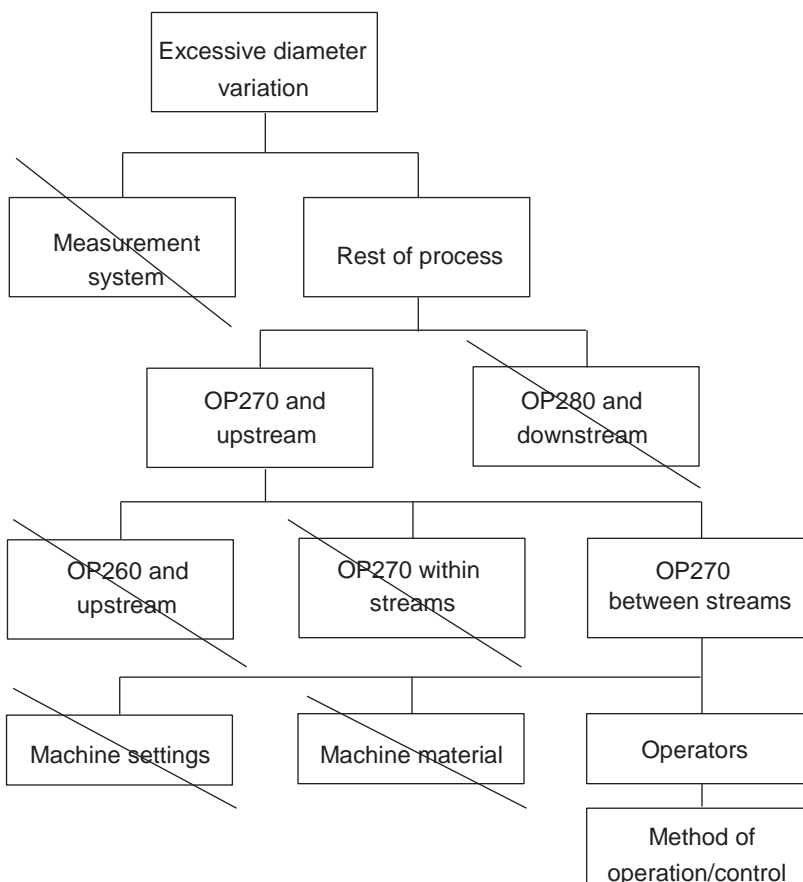 Excessive diameter
variation
Measurement
system
Rest of process
OP270 and
upstream
OP280 and
downstream
OP260 and
upstream
OP270 within
streams
OP270
between streams
Machine settings
Machine material
Operators
Method of
operation/control